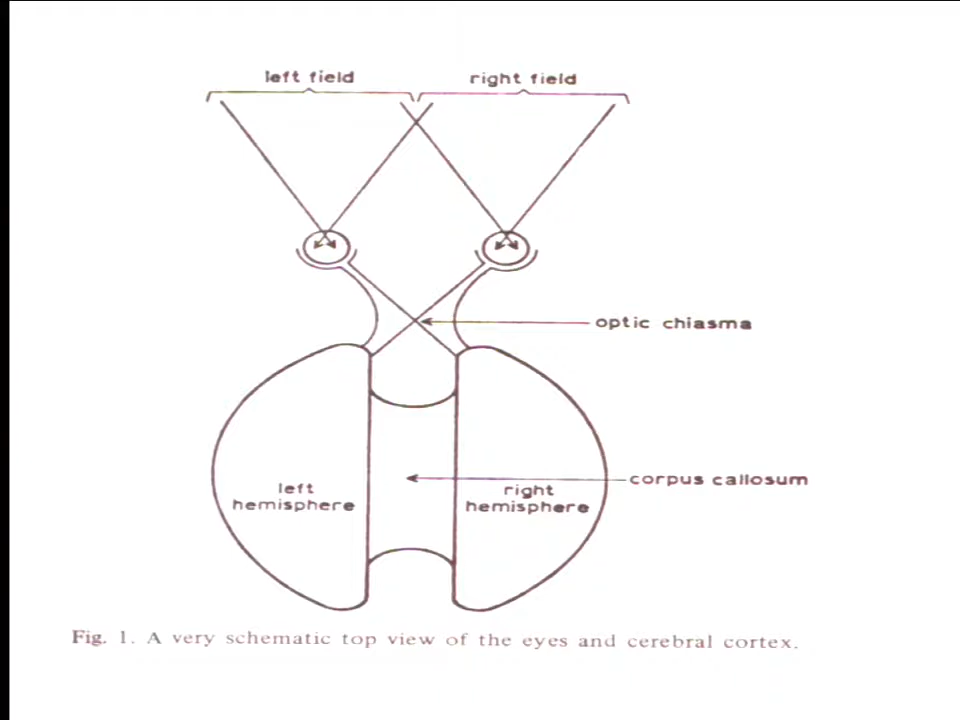 left field
right field
optic chiasma
corpus callosum
left
hemisphere
right
hemisphere
Fig. 1. A very schematic top view of the eyes and cerebral cortex.